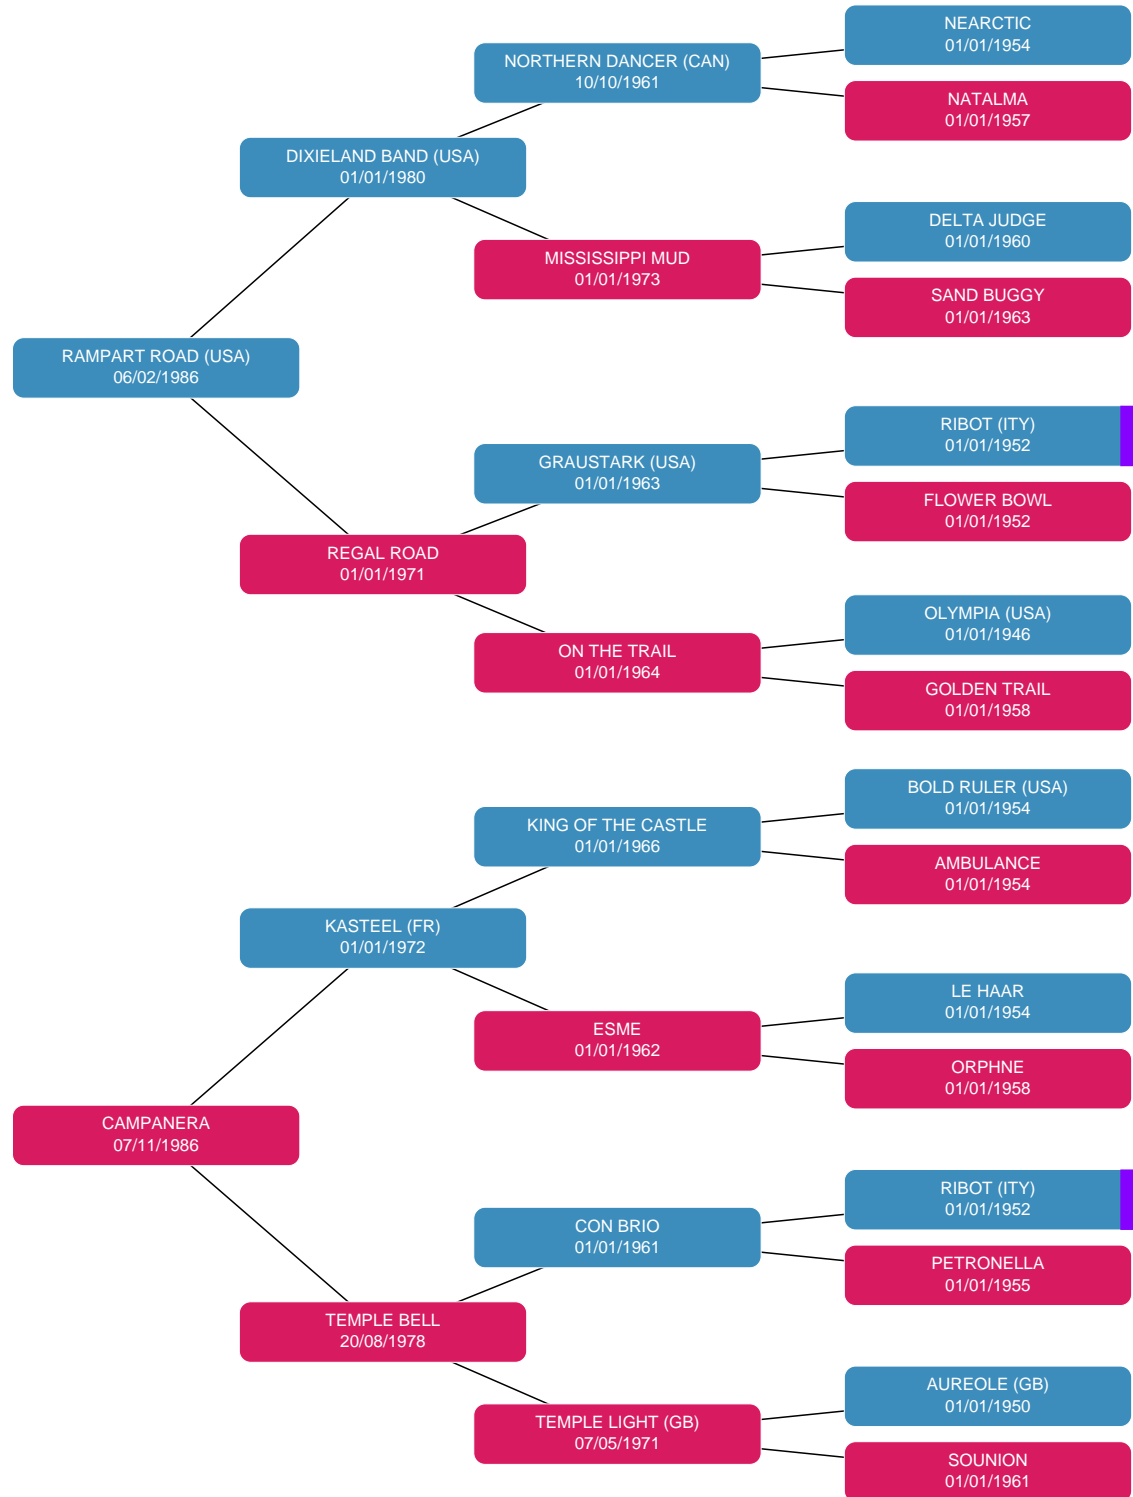 NEARCTIC
01/01/1954
NORTHERN DANCER (CAN)
10/10/1961
NATALMA
01/01/1957
DIXIELAND BAND (USA)
01/01/1980
DELTA JUDGE
01/01/1960
MISSISSIPPI MUD
01/01/1973
SAND BUGGY
01/01/1963
RAMPART ROAD (USA)
06/02/1986
RIBOT (ITY)
01/01/1952
GRAUSTARK (USA)
01/01/1963
FLOWER BOWL
01/01/1952
REGAL ROAD
01/01/1971
OLYMPIA (USA)
01/01/1946
ON THE TRAIL
01/01/1964
GOLDEN TRAIL
01/01/1958
BOLD RULER (USA)
01/01/1954
KING OF THE CASTLE
01/01/1966
AMBULANCE
01/01/1954
KASTEEL (FR)
01/01/1972
LE HAAR
01/01/1954
ESME
01/01/1962
ORPHNE
01/01/1958
CAMPANERA
07/11/1986
RIBOT (ITY)
01/01/1952
CON BRIO
01/01/1961
PETRONELLA
01/01/1955
TEMPLE BELL
20/08/1978
AUREOLE (GB)
01/01/1950
TEMPLE LIGHT (GB)
07/05/1971
SOUNION
01/01/1961